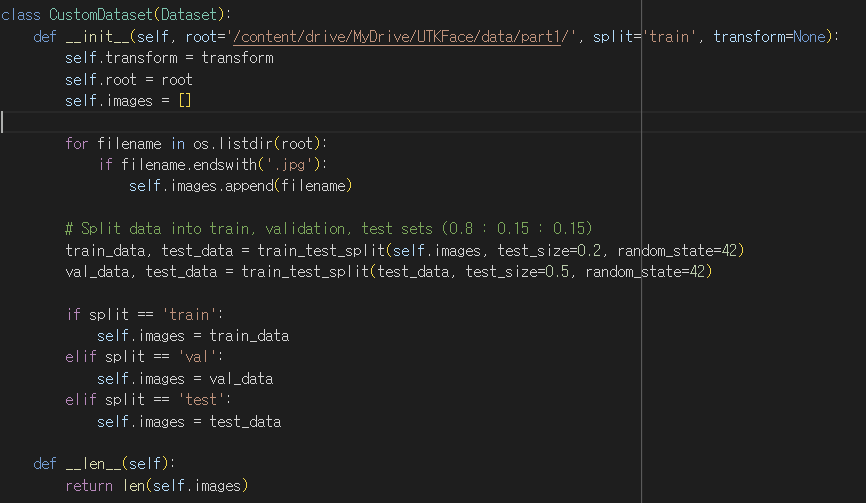 class CustomDataset(Dataset):
    def __init__(self, root='/content/drive/MyDrive/UTKFace/data/part1/', split='train', transform=None):
        self.transform = transform
        self.root = root
        self.images = []

        for filename in os.listdir(root):
            if filename.endswith('.jpg'):
                self.images.append(filename)

        # Split data into train, validation, test sets (0.8 : 0.15 : 0.15)
        train_data, test_data = train_test_split(self.images, test_size=0.2, random_state=42)
        val_data, test_data = train_test_split(test_data, test_size=0.5, random_state=42)

        if split == 'train':
            self.images = train_data
        elif split == 'val':
            self.images = val_data
        elif split == 'test':
            self.images = test_data

    def __len__(self):
        return len(self.images)